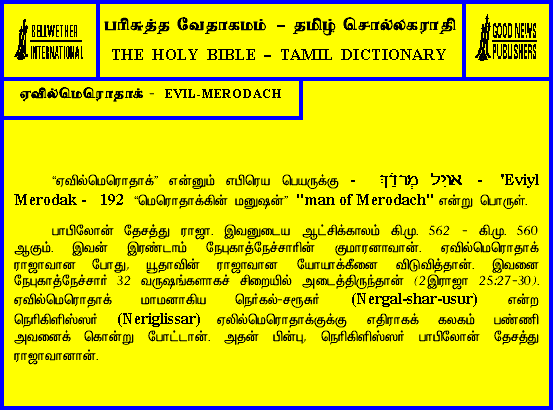 BELLWETHER
INTERNATIONAL
பரிசுத்த வேதாகமம் – தமிழ் சொல்லகராதி
THE HOLY BIBLE – TAMIL DICTIONARY
GOOD NEWS
PUBLISHERS
ஏவில்மெரொதாக் - EVIL-MERODACH
“ஏவில்மெரொதாக்” என்னும் எபிரெய பெயருக்கு - אויל מרדך - 'Eviyl
Merodak - 192 “மெரொதாக்கின் மனுஷன்” "man of Merodach" என்று பொருள்.
பாபிலோன் தேசத்து ராஜா. இவனுடைய ஆட்சிக்காலம் கி.மு. 562 - கி.மு. 560
ஆகும். இவன் இரண்டாம் நேபுகாத்நேச்சாரின் குமாரனாவான். ஏவில்மெரொதாக்
ராஜாவான போது, யூதாவின் ராஜாவான யோயாக்கீனை விடுவித்தான். இவனை
நேபுகாத்நேச்சார் 32 வருஷங்களாகச் சிறையில் அடைத்திருந்தான் (2இராஜா 25:27-30).
ஏவில்மெரொதாக் மாமனாகிய நெர்கல்-சரூசுர் (Nergal-shar-usur) என்ற
நெரிகிளிஸ்ஸர் (Neriglissar) ஏலில்மெரொதாக்குக்கு எதிராகக் கலகம் பண்ணி
அவனைக் கொன்று போட்டான். அதன் பின்பு, நெரிகிளிஸ்ஸர் பாபிலோன் தேசத்து
ராஜாவானான்.